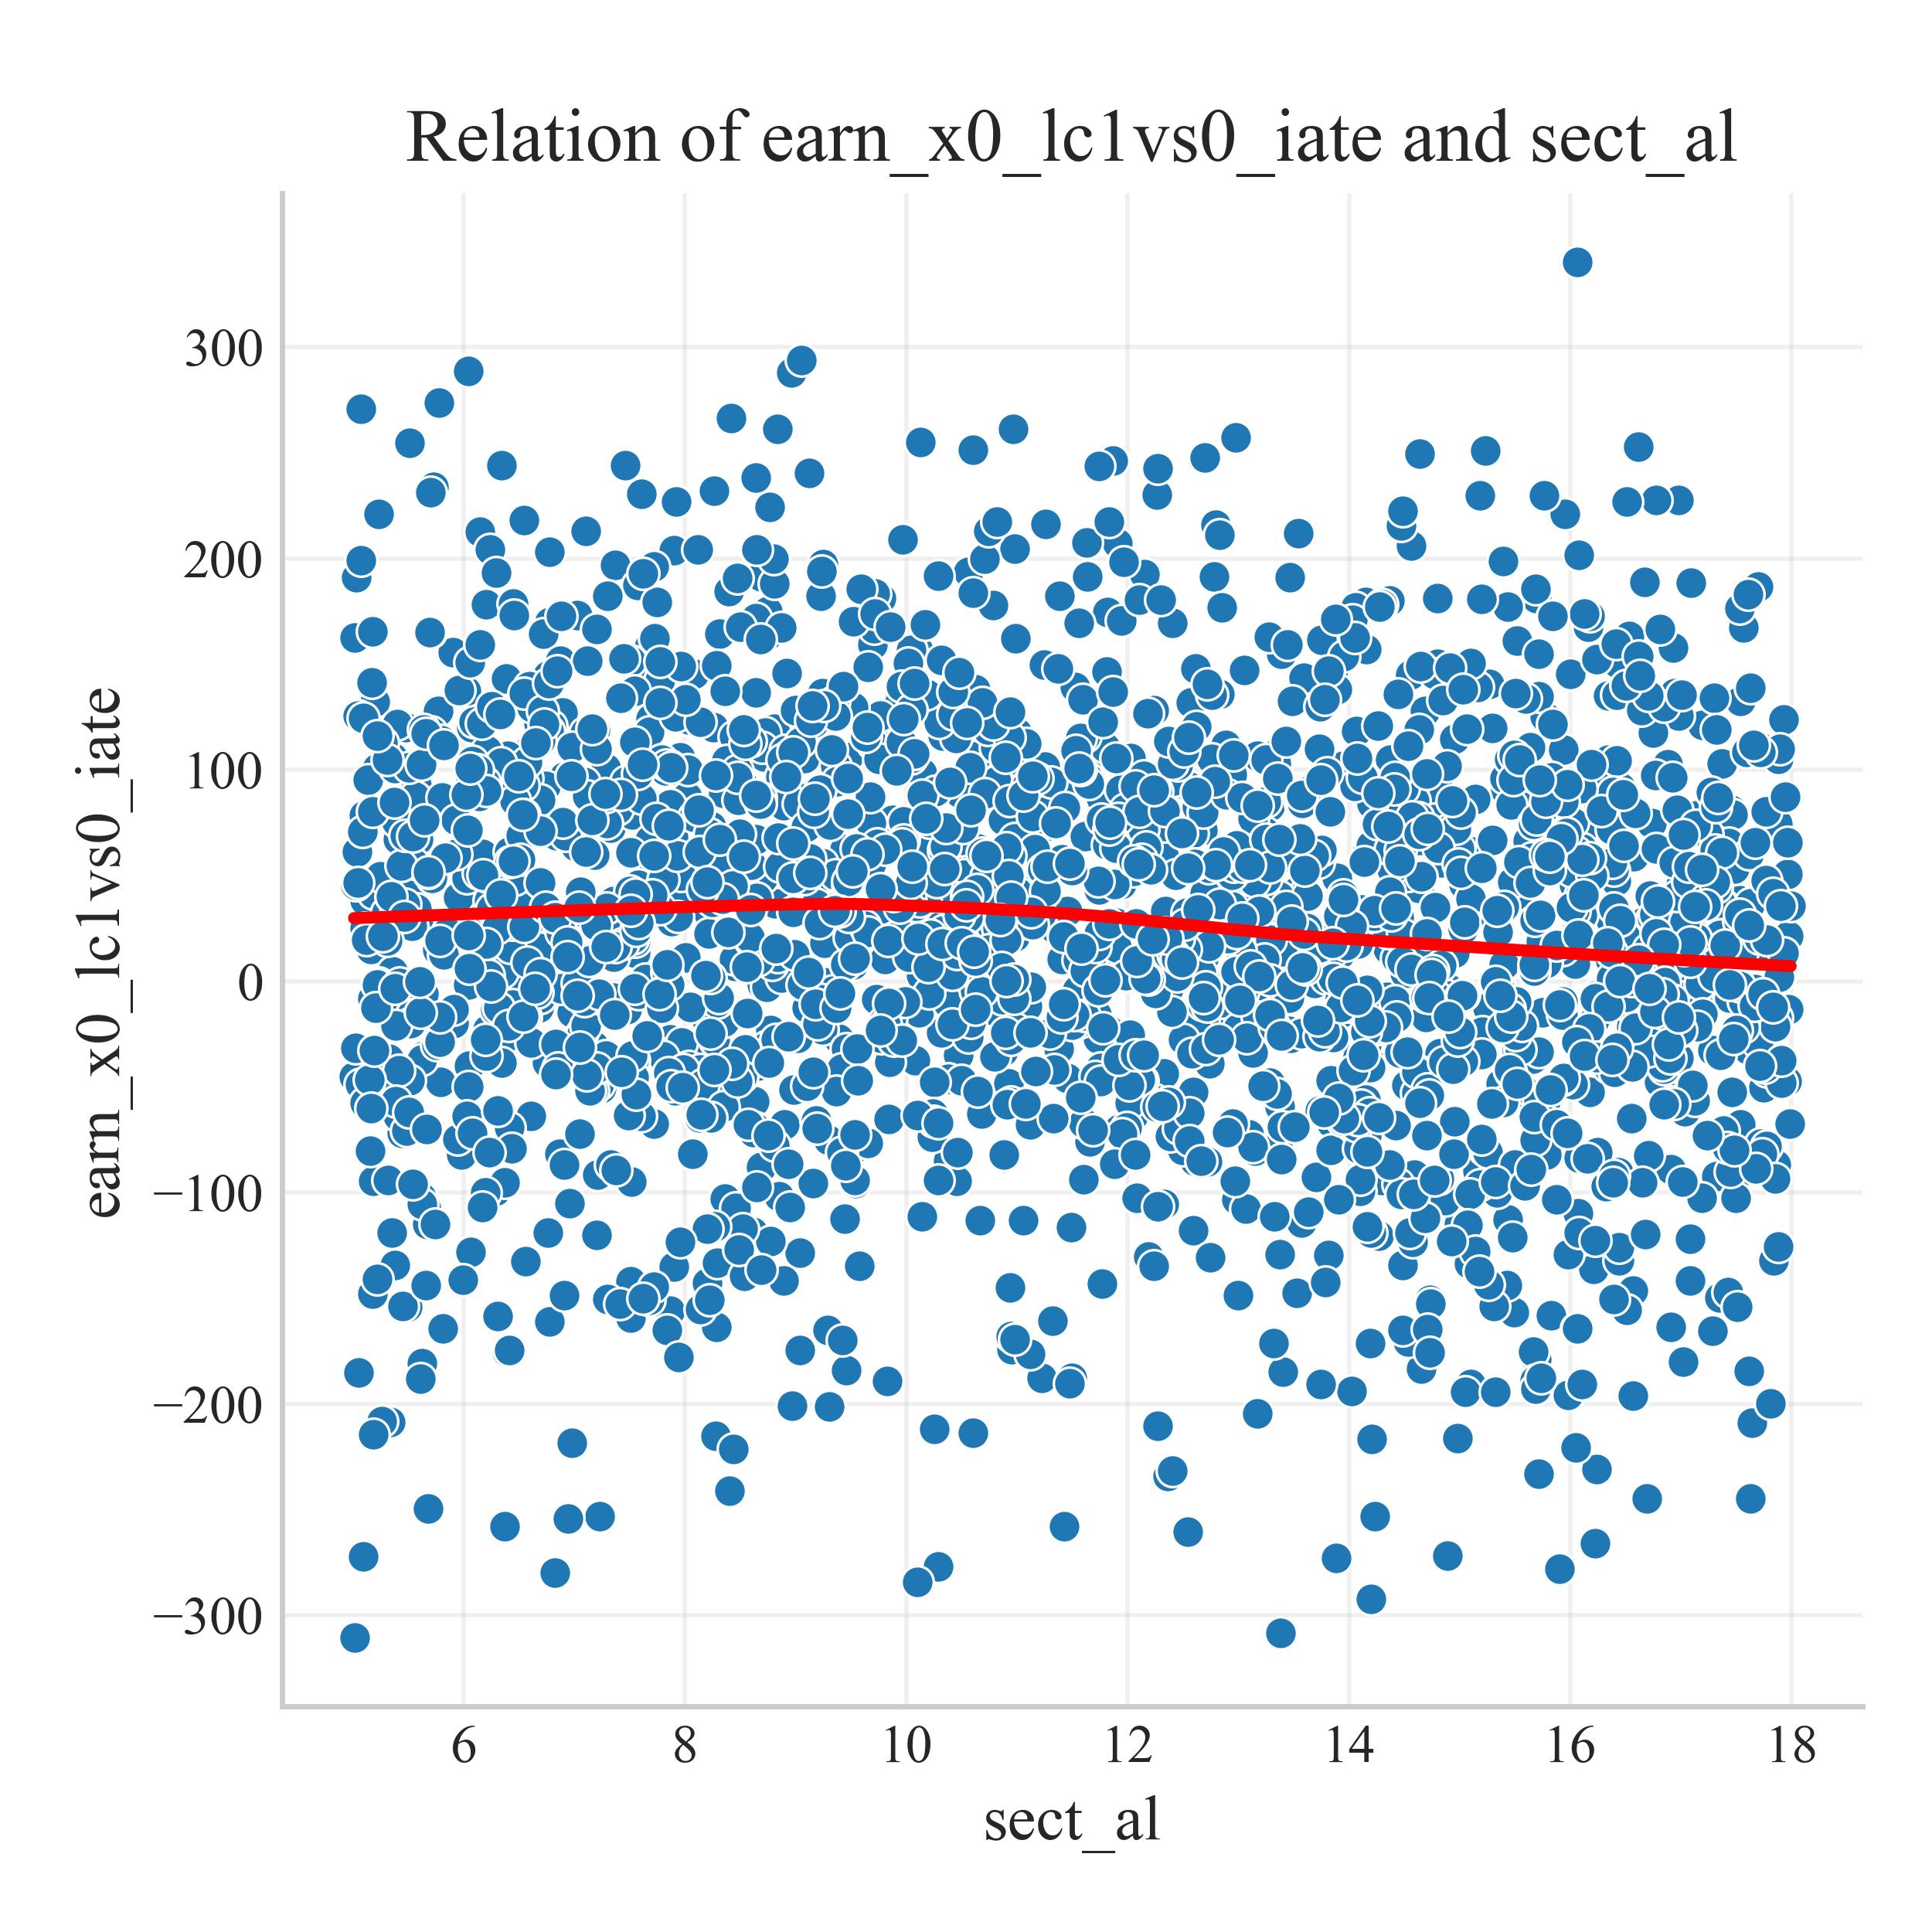 Relation of earn_x0_lc1vs0_iate and sect_al
earn_x0_lc1vs0_iate
300
200
100
0
−100
−200
−300
6 8 10 12 14 16 18
sect_al